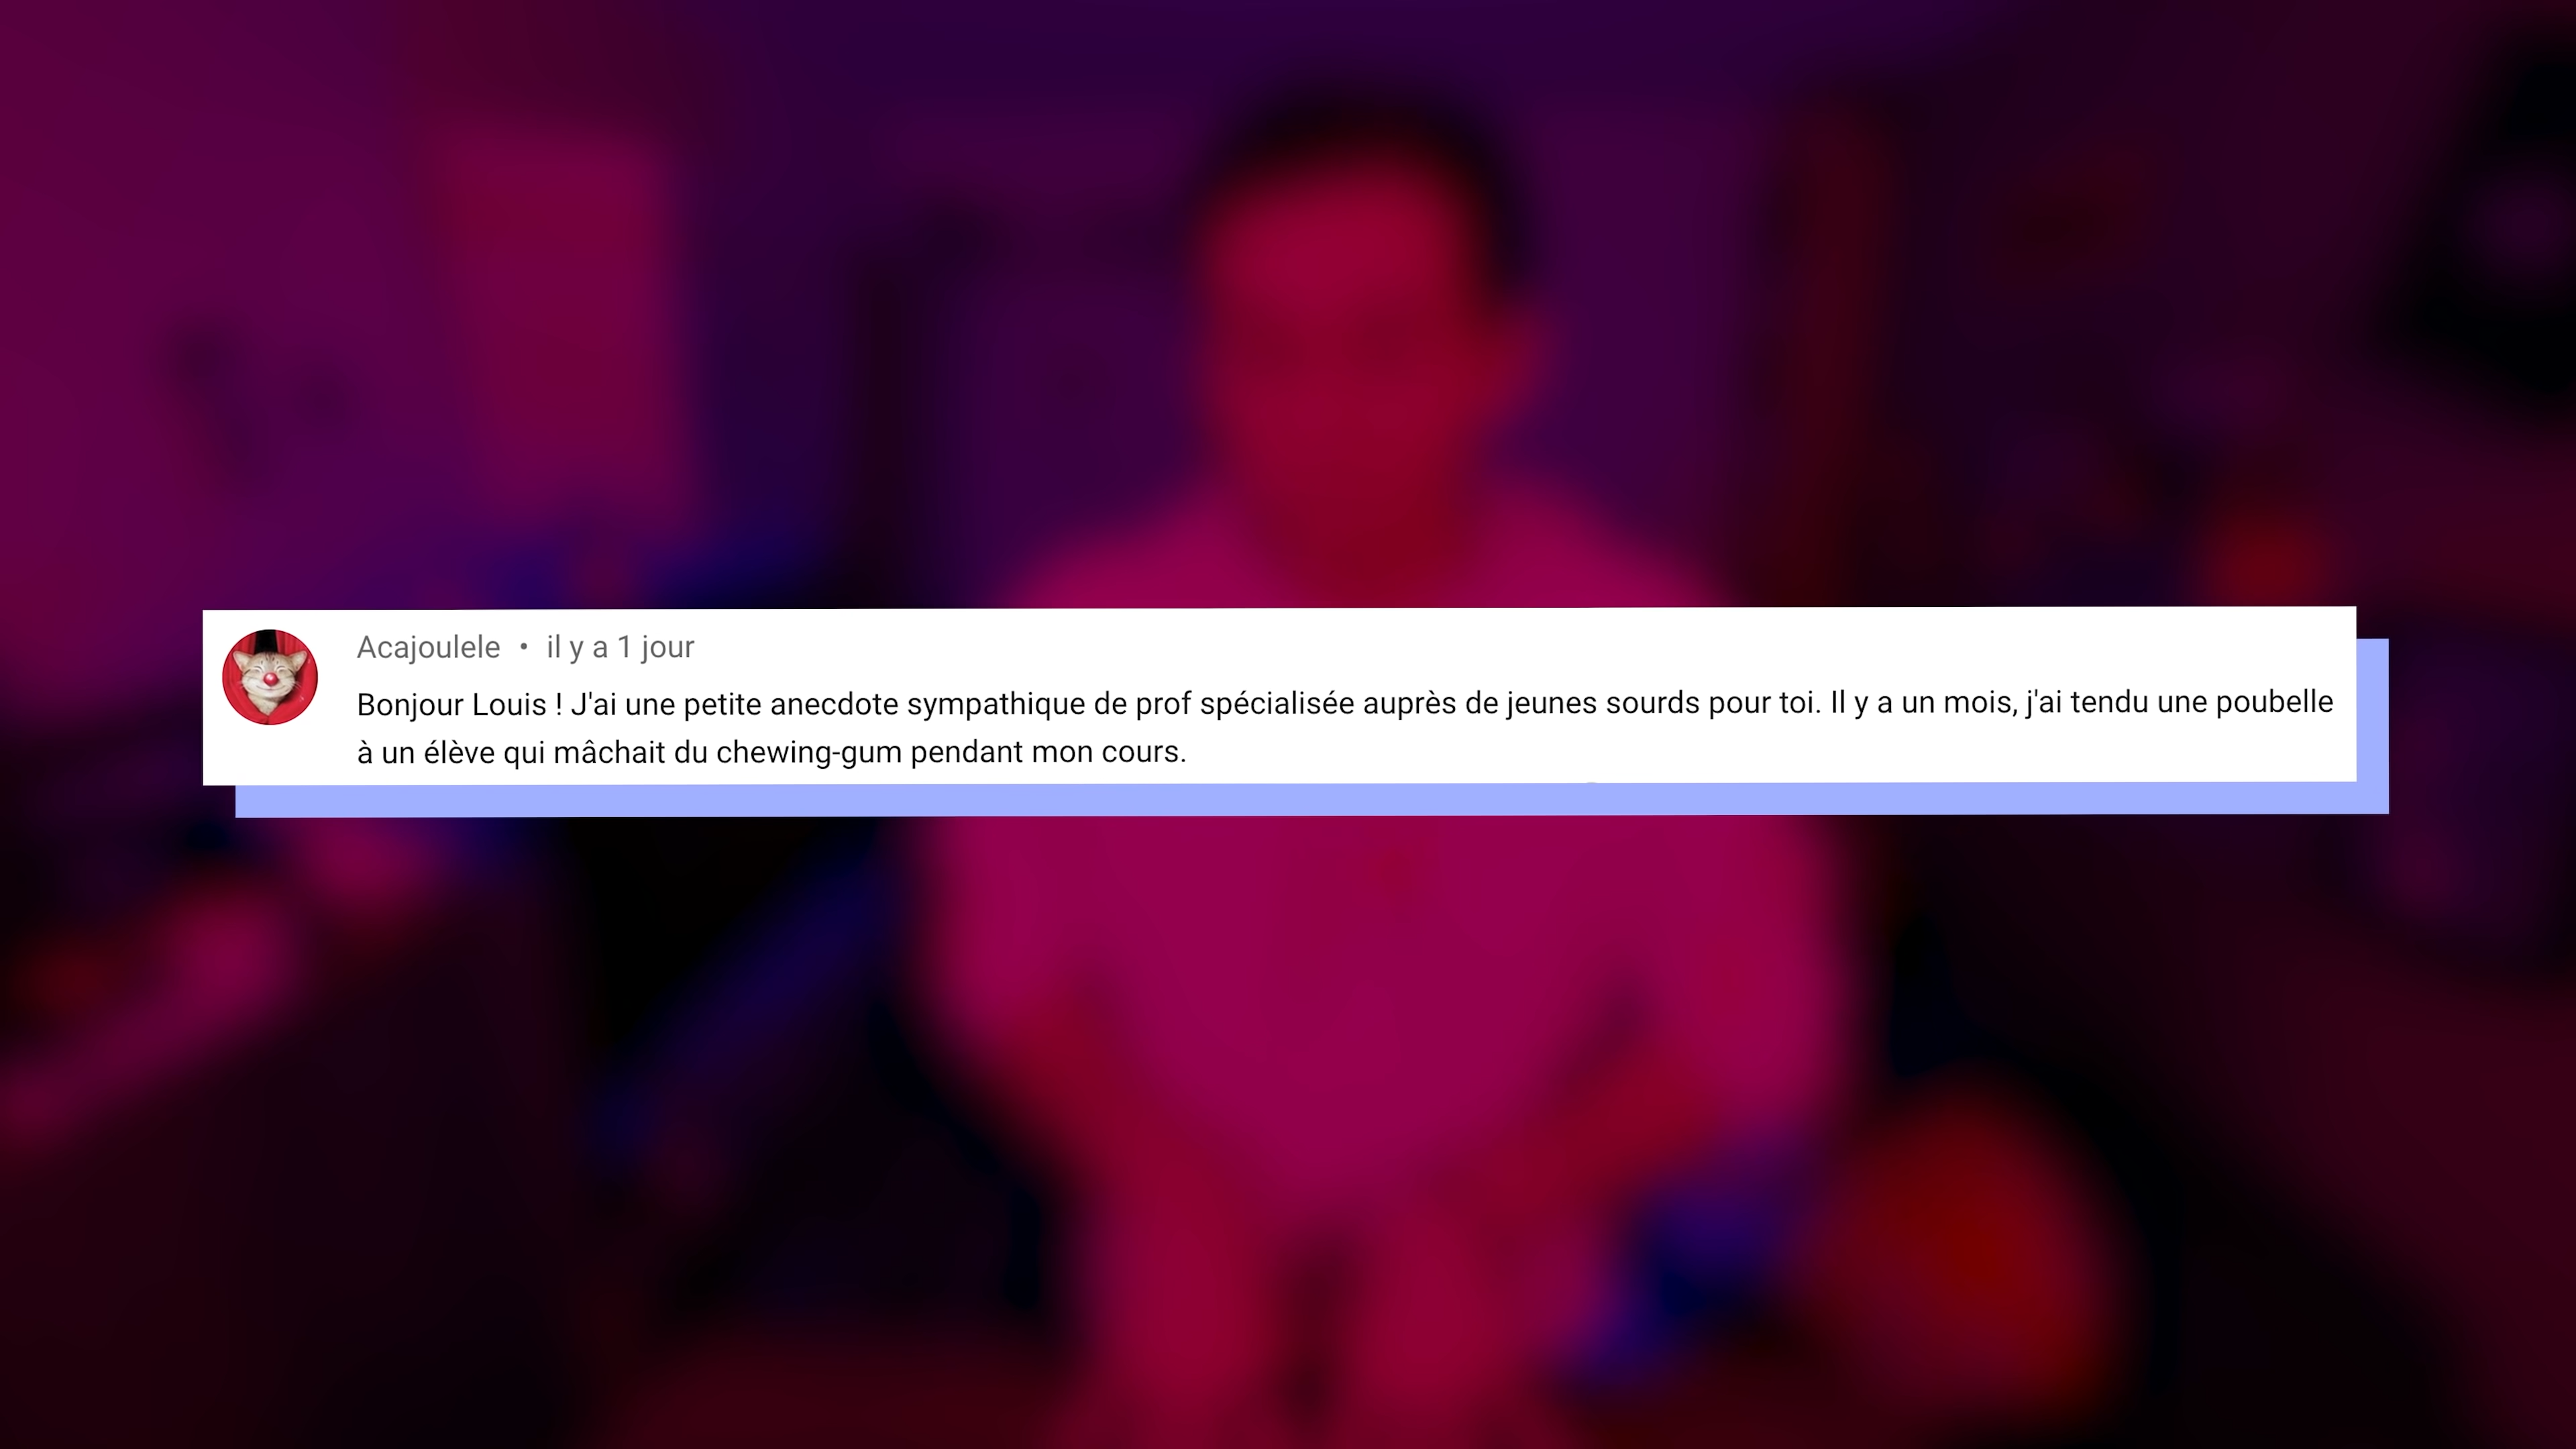 Acajoulele • il y a 1 jour
Bonjour Louis ! J'ai une petite anecdote sympathique de prof spécialisée auprès de jeunes sourds pour toi. Il y a un mois, j'ai tendu une poubelle
à un élève qui mâchait du chewing-gum pendant mon cours.